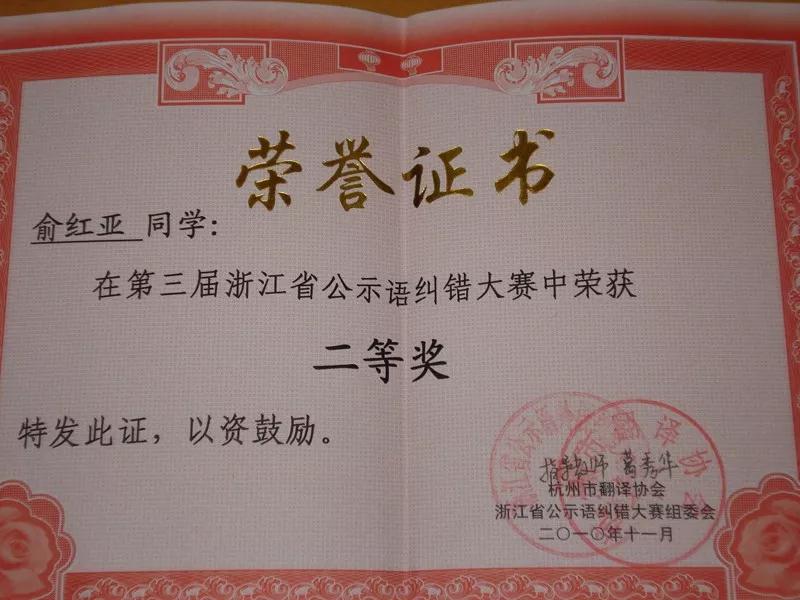 荣誉证书
俞红亚 同学：
在第三届浙江省公示语纠错大赛中荣获
二等奖
特发此证，以资鼓励。
指导教师 葛秀华
杭州市翻译协会
浙江省公示语纠错大赛组委会
二〇一〇年十一月